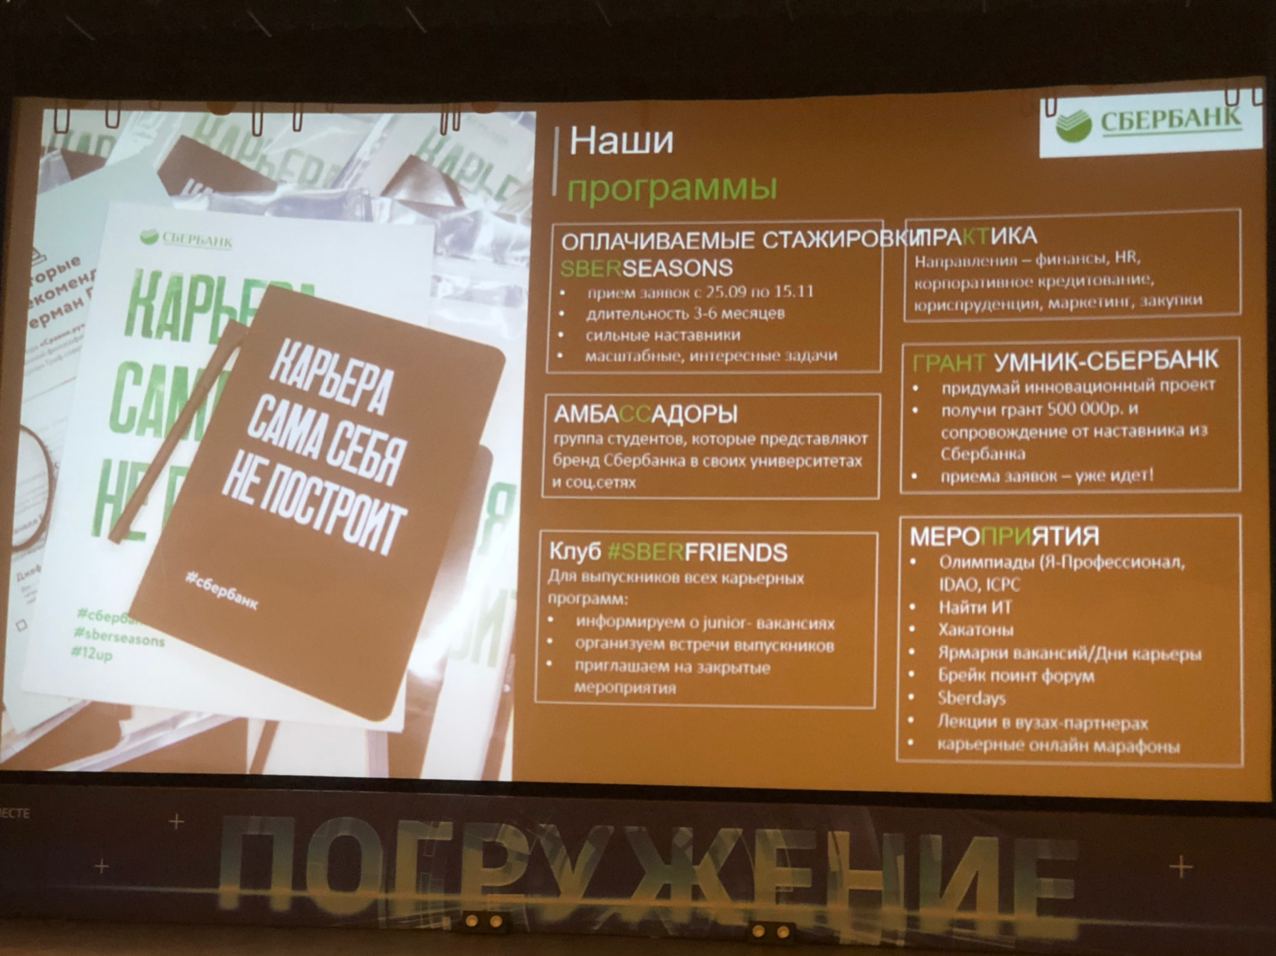 Наши
программы
СБЕРБАНК
ОПЛАЧИВАЕМЫЕ СТАЖИРОВКИ
SBERSEASONS
• прием заявок с 25.09 по 15.11
• длительность 3-6 месяцев
• сильные наставники
• масштабные, интересные задачи
АМБАССАДОРЫ
группа студентов, которые представляют
бренд Сбербанка в своих университетах
и соц.сетях
Клуб #SBERFRIENDS
Для выпускников всех карьерных
программ:
• информируем о junior- вакансиях
• организуем встречи выпускников
• приглашаем на закрытые
мероприятия
ПРАКТИКА
Направления – финансы, HR,
корпоративное кредитование,
юриспруденция, маркетинг, закупки
ГРАНТ УМНИК-СБЕРБАНК
• придумай инновационный проект
• получи грант 500 000р. и
сопровождение от наставника из
Сбербанка
• приема заявок – уже идет!
МЕРОПРИЯТИЯ
• Олимпиады (Я-Профессионал,
IDAO, ICPC
• Найти ИТ
• Хакатоны
• Ярмарки вакансий/Дни карьеры
• Брейк поинт форум
• Sberdays
• Лекции в вузах-партнерах
• карьерные онлайн марафоны
СБЕРБАНК
КАРЬЕРА
САМА
НЕ П
#сберба
#sberseasons
#12up
КАРЬЕРА
САМА СЕБЯ
НЕ ПОСТРОИТ
#сбербанк
ПОГРУЖЕНИЕ